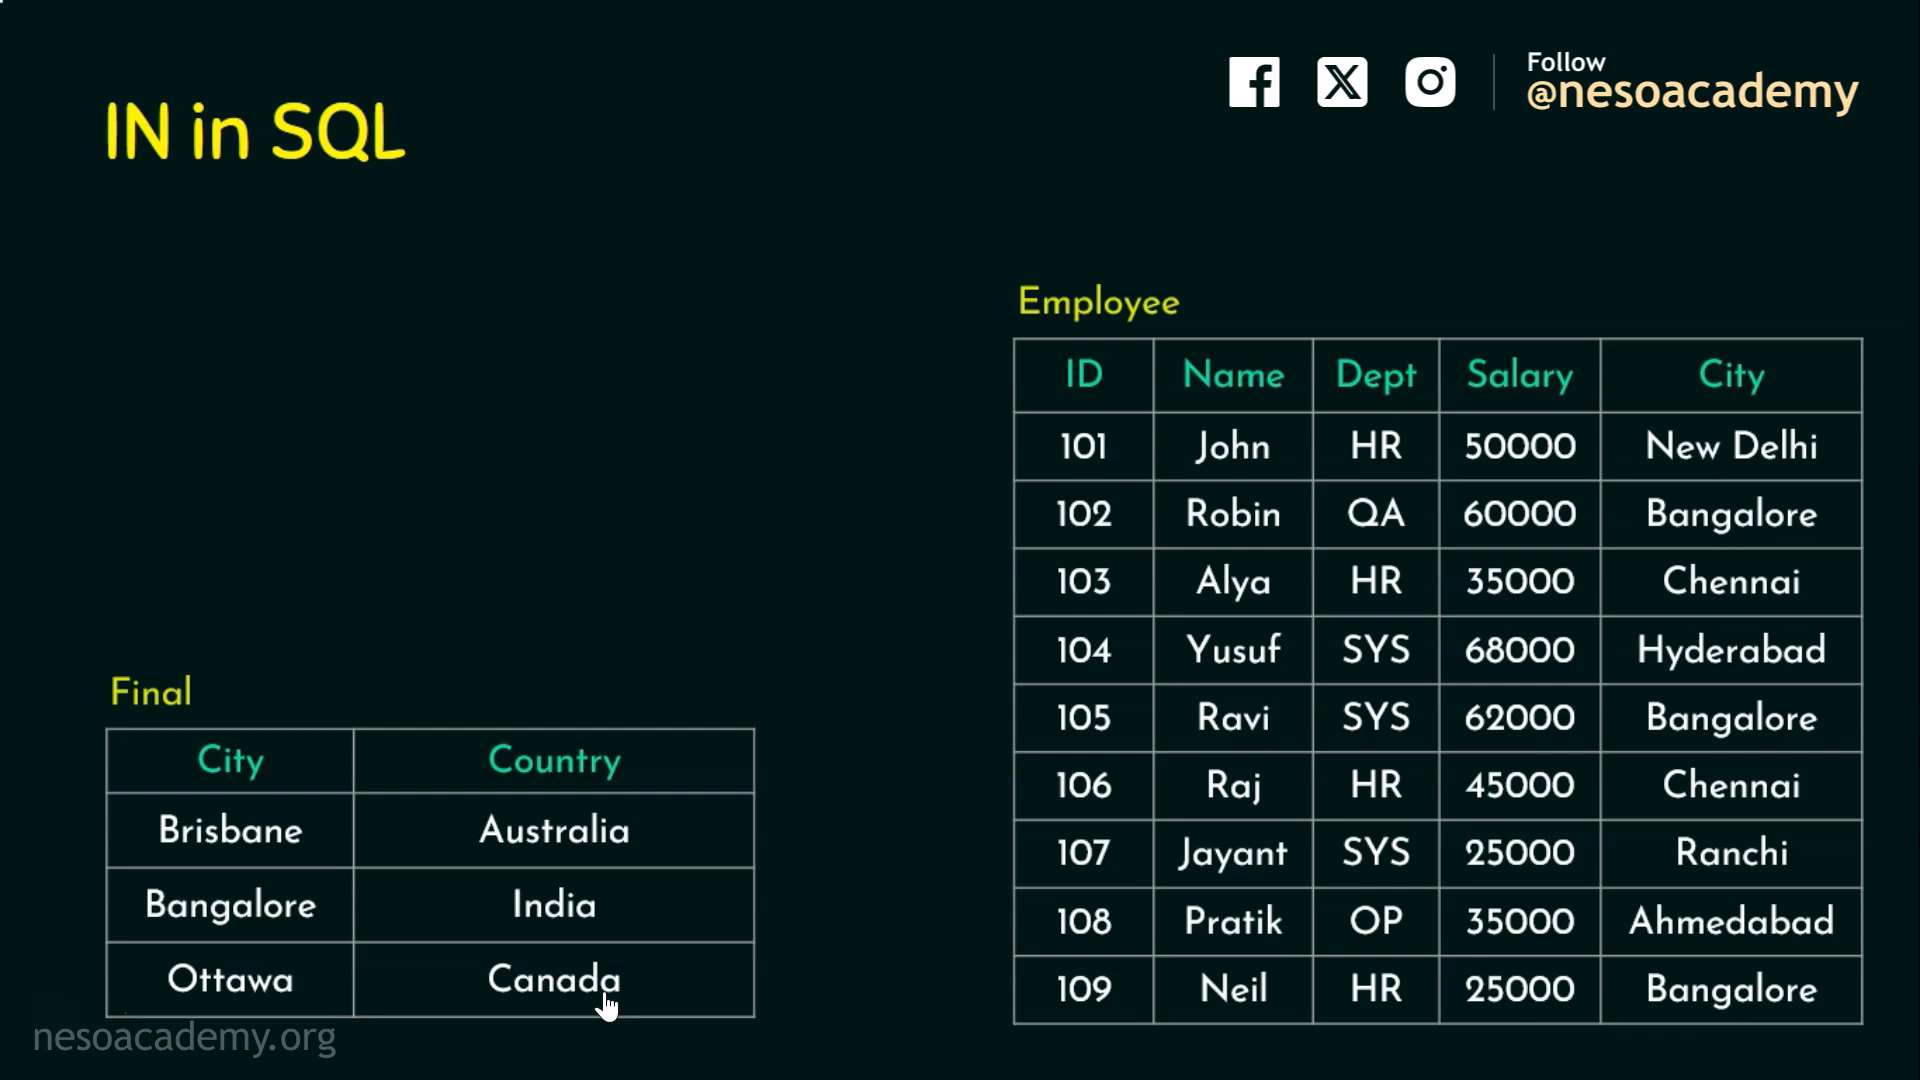 IN in SQL
Follow
@nesoacademy
Employee
ID Name Dept Salary City
101 John HR 50000 New Delhi
102 Robin QA 60000 Bangalore
103 Alya HR 35000 Chennai
104 Yusuf SYS 68000 Hyderabad
105 Ravi SYS 62000 Bangalore
106 Raj HR 45000 Chennai
107 Jayant SYS 25000 Ranchi
108 Pratik OP 35000 Ahmedabad
109 Neil HR 25000 Bangalore
Final
City Country
Brisbane Australia
Bangalore India
Ottawa Canada
nesoacademy.org